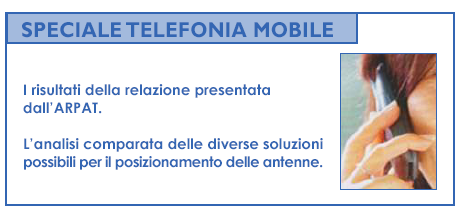 SPECIALE TELEFONIA MOBILE
I risultati della relazione presentata
dall'ARPAT.
L'analisi comparata delle diverse soluzioni
possibili per il posizionamento delle antenne.